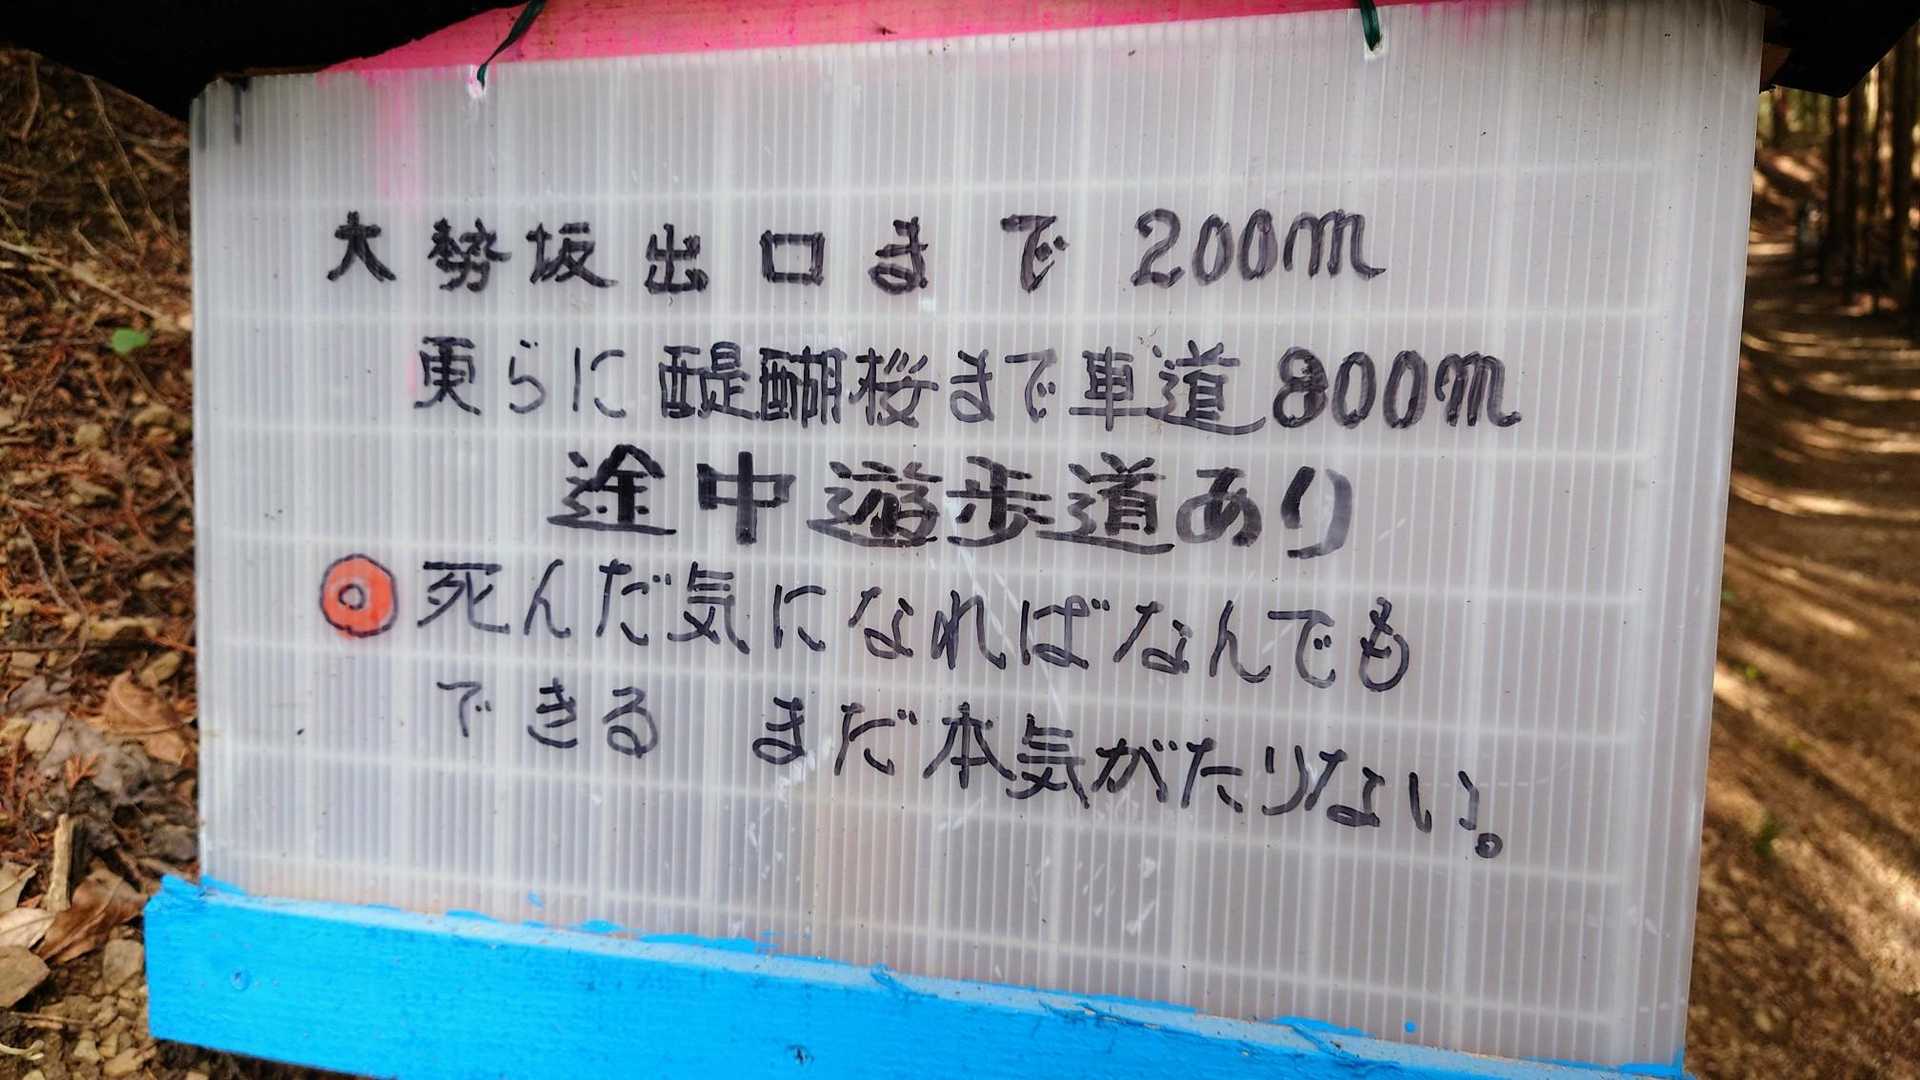 大勢坂出口まで 200m
更らに醍醐桜まで車道800m
途中遊歩道あり
◎死んだ気になればなんでも
できる まだ本気がたりない。